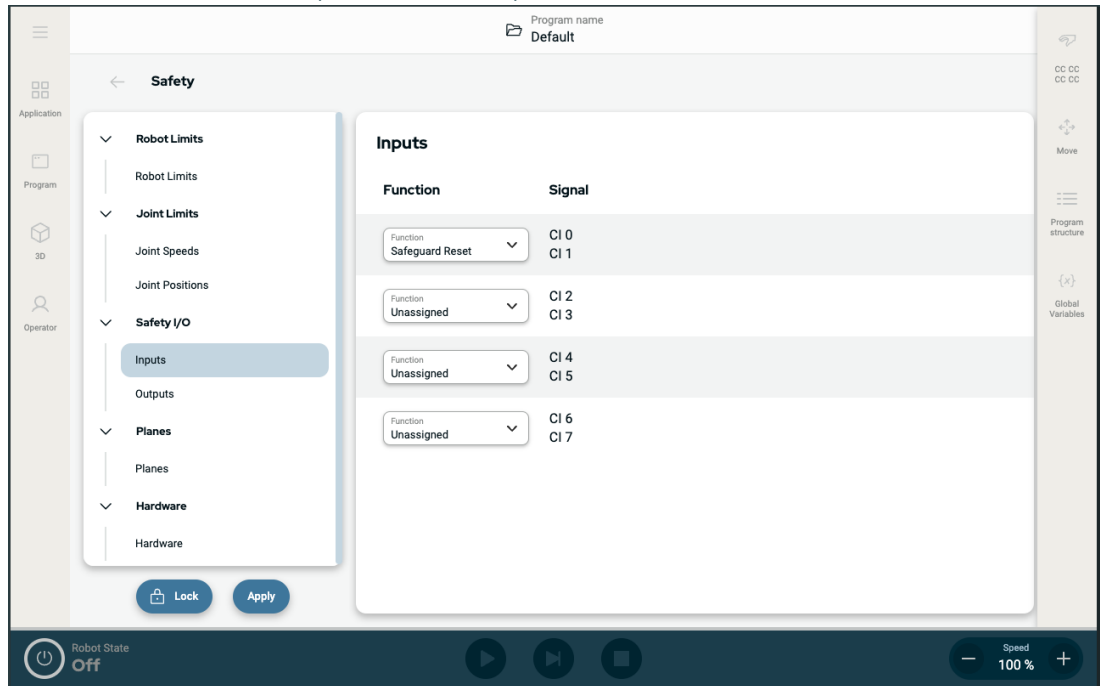 Program name
Default
Application
Program
3D
Operator
Safety
Robot Limits
Robot Limits
Joint Limits
Joint Speeds
Joint Positions
Safety I/O
Inputs
Outputs
Planes
Planes
Hardware
Hardware
Lock
Apply
Inputs
Function Signal
Function
Safeguard Reset
CI 0
CI 1
Function
Unassigned
CI 2
CI 3
Function
Unassigned
CI 4
CI 5
Function
Unassigned
CI 6
CI 7
CC CC
CC CC
Move
Program
structure
{x}
Global
Variables
Robot State
Off
Speed
100 %